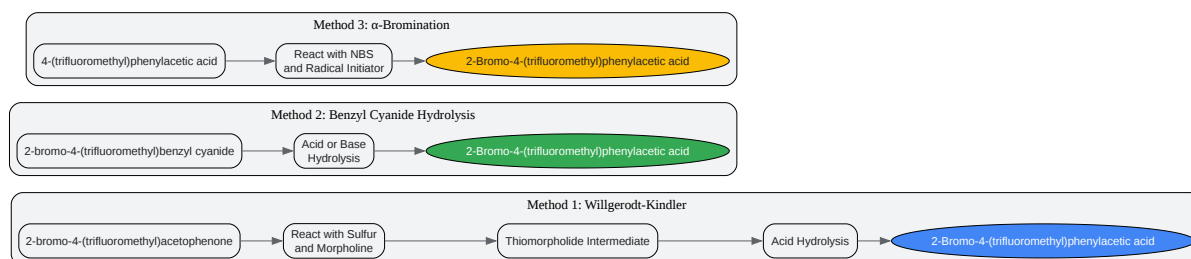 Method 3: α-Bromination
4-(trifluoromethyl)phenylacetic acid
React with NBS
and Radical Initiator
2-Bromo-4-(trifluoromethyl)phenylacetic acid
Method 2: Benzyl Cyanide Hydrolysis
2-bromo-4-(trifluoromethyl)benzyl cyanide
Acid or Base
Hydrolysis
2-Bromo-4-(trifluoromethyl)phenylacetic acid
Method 1: Willgerodt-Kindler
2-bromo-4-(trifluoromethyl)acetophenone
React with Sulfur
and Morpholine
Thiomorpholide Intermediate
Acid Hydrolysis
2-Bromo-4-(trifluoromethyl)phenylacetic acid